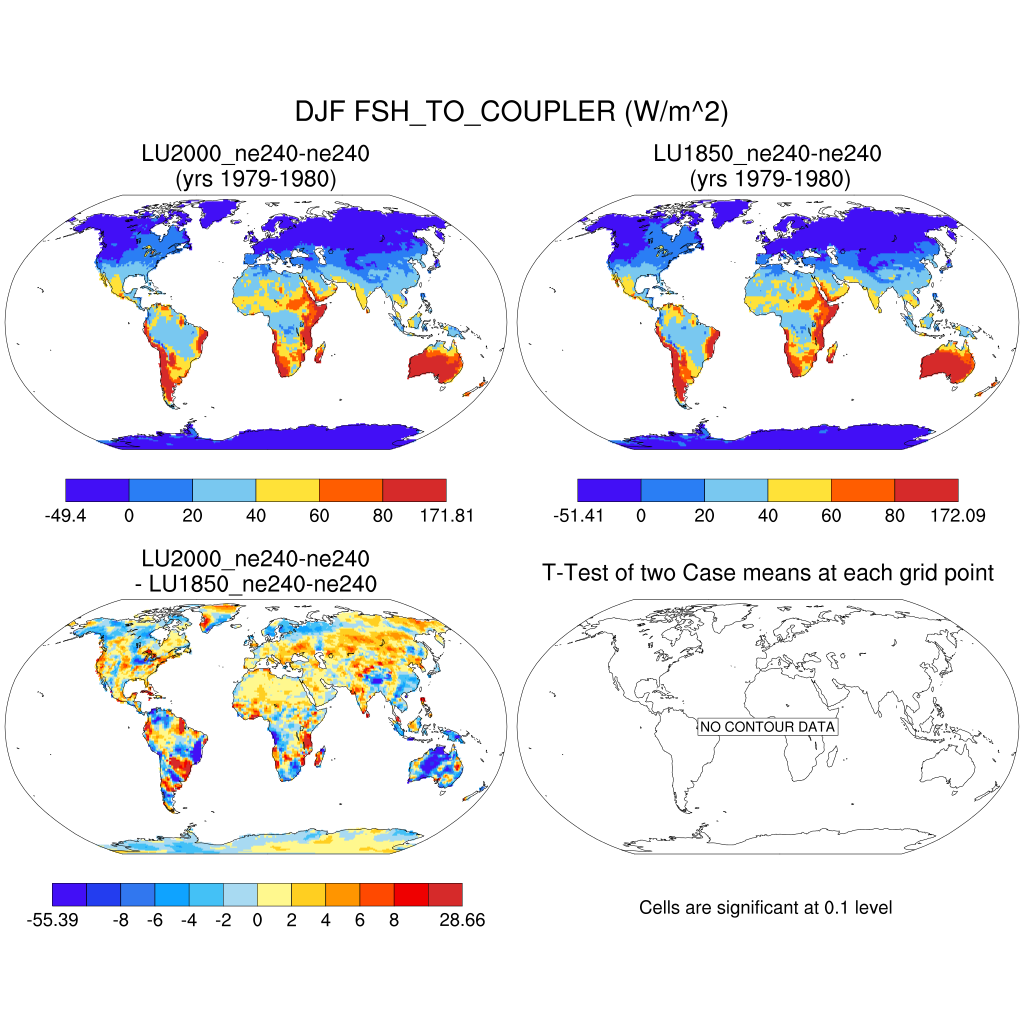 DJF FSH_TO_COUPLER (W/m^2)
LU2000_ne240-ne240
(yrs 1979-1980)
LU1850_ne240-ne240
(yrs 1979-1980)
-49.4 0 20 40 60 80 171.81
-51.41 0 20 40 60 80 172.09
LU2000_ne240-ne240
- LU1850_ne240-ne240
T-Test of two Case means at each grid point
NO CONTOUR DATA
-55.39 -8 -6 -4 -2 0 2 4 6 8 28.66
Cells are significant at 0.1 level